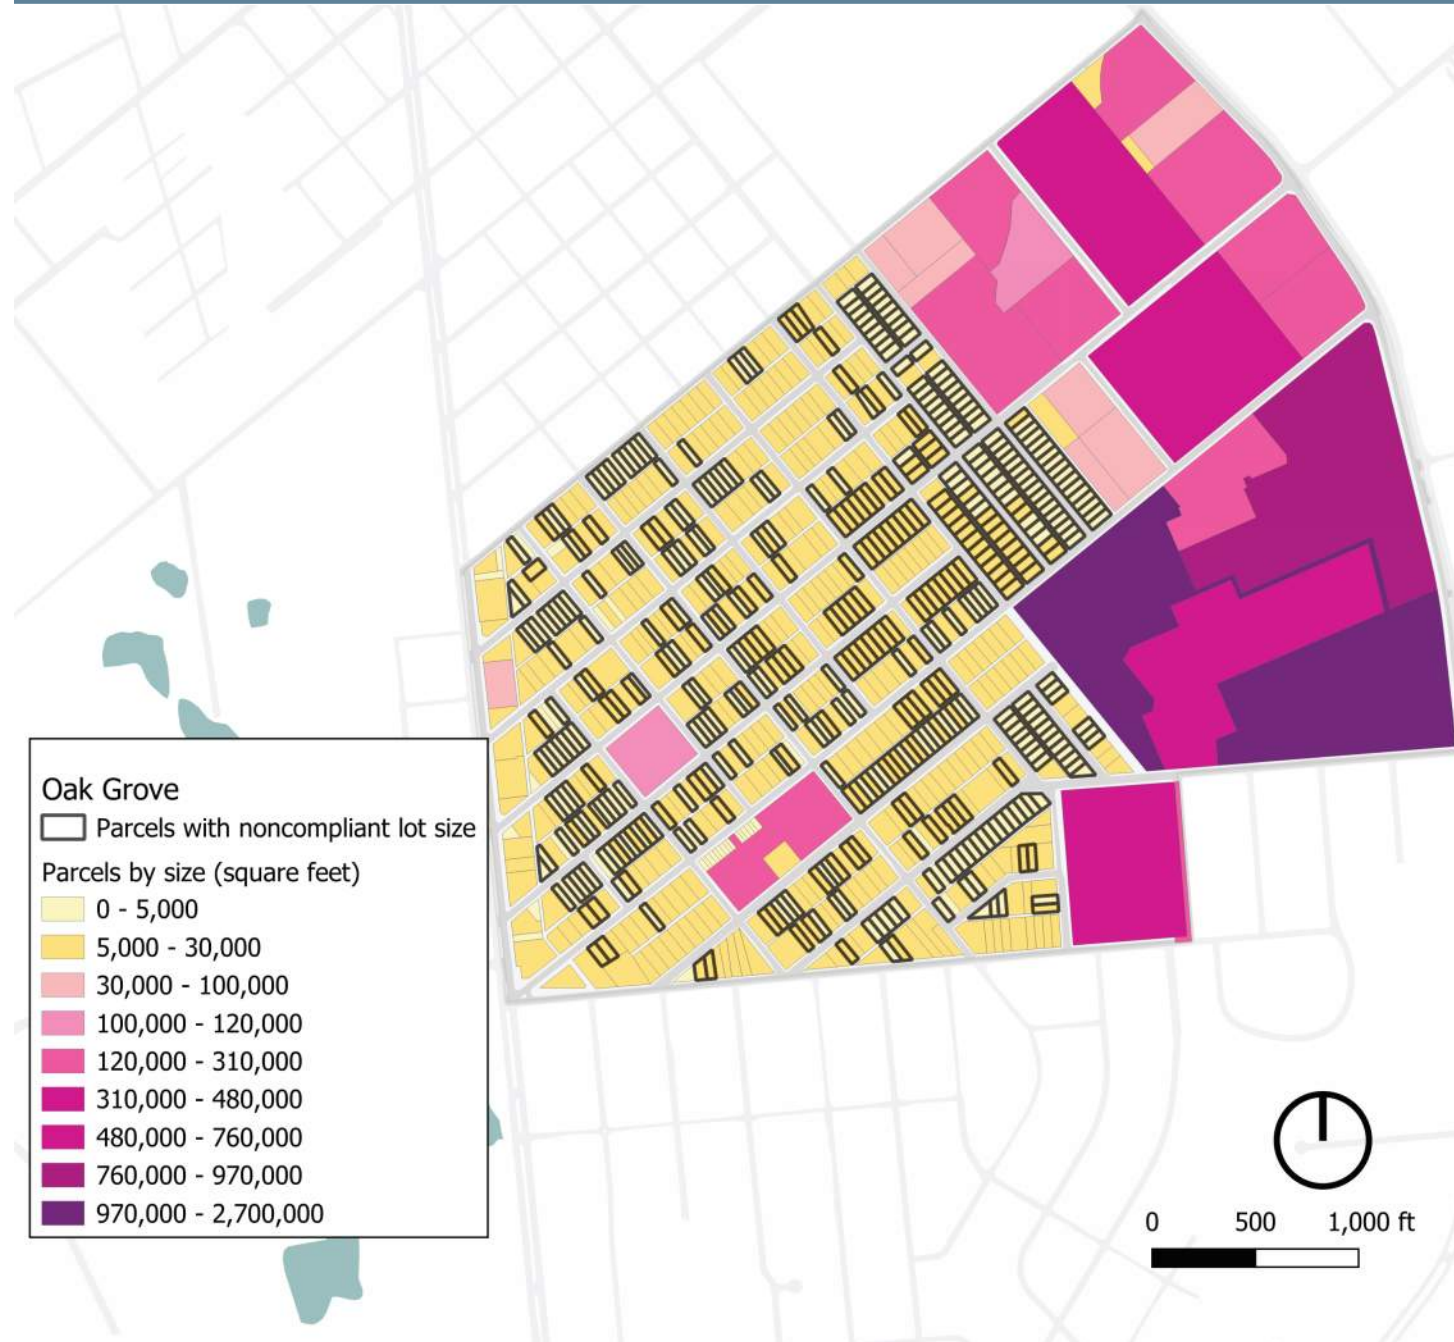 Oak Grove
Parcels with noncompliant lot size
Parcels by size (square feet)
0 - 5,000
5,000 - 30,000
30,000 - 100,000
100,000 - 120,000
120,000 - 310,000
310,000 - 480,000
480,000 - 760,000
760,000 - 970,000
970,000 - 2,700,000
0 500 1,000 ft